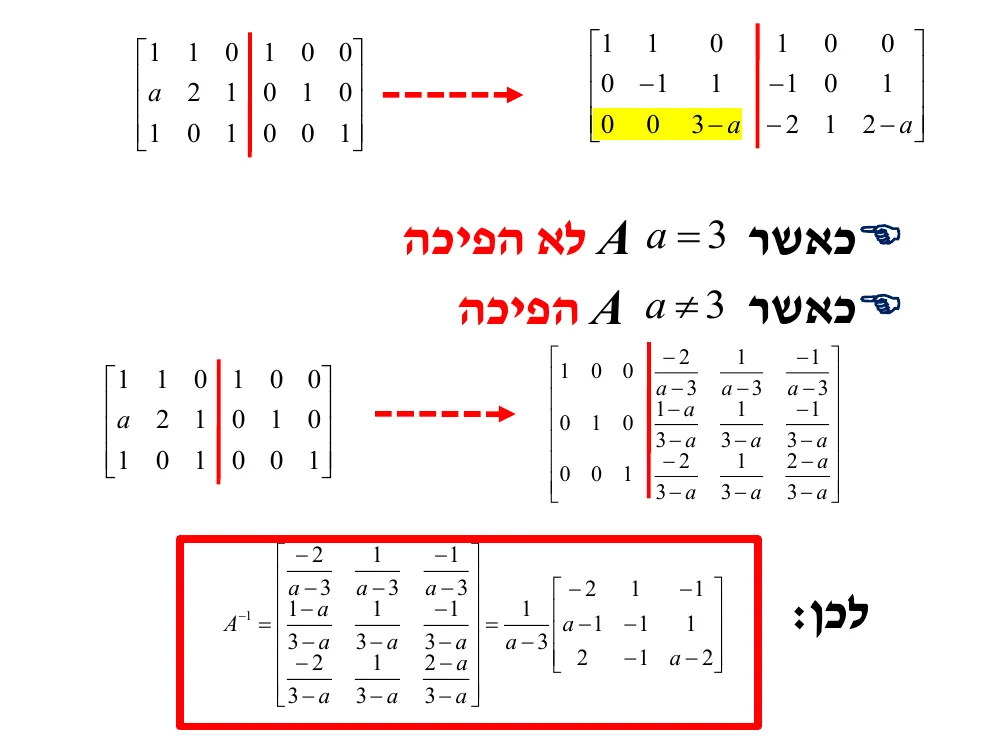 [1 1 0 | 1 0 0] [1 1 0 | 1 0 0]
[a 2 1 | 0 1 0] [0 −1 1 | −1 0 1]
[1 0 1 | 0 0 1] [0 0 3−a | −2 1 2−a]
כאשר a = 3 A לא הפיכה
כאשר a ≠ 3 A הפיכה
[1 1 0 | 1 0 0] [1 0 0 | −2/(a−3) 1/(a−3) −1/(a−3)]
[a 2 1 | 0 1 0] [0 1 0 | (1−a)/(3−a) 1/(3−a) −1/(3−a)]
[1 0 1 | 0 0 1] [0 0 1 | −2/(3−a) 1/(3−a) (2−a)/(3−a)]
לכן:
A⁻¹ = [−2/(a−3) 1/(a−3) −1/(a−3); (1−a)/(3−a) 1/(3−a) −1/(3−a); −2/(3−a) 1/(3−a) (2−a)/(3−a)] = 1/(a−3) [−2 1 −1; a−1 −1 1; 2 −1 a−2]